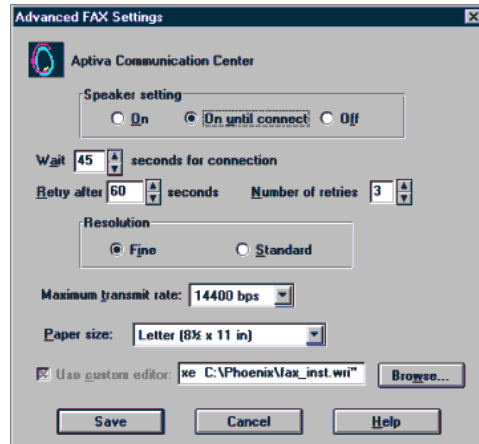 Advanced FAX Settings
Aptiva Communication Center
Speaker setting
On On until connect Off
Wait 45 seconds for connection
Retry after 60 seconds Number of retries 3
Resolution
Fine Standard
Maximum transmit rate: 14400 bps
Paper size: Letter (8½ x 11 in)
Use custom editor: xe C:\Phoenix\fax_inst.wri" Browse...
Save Cancel Help